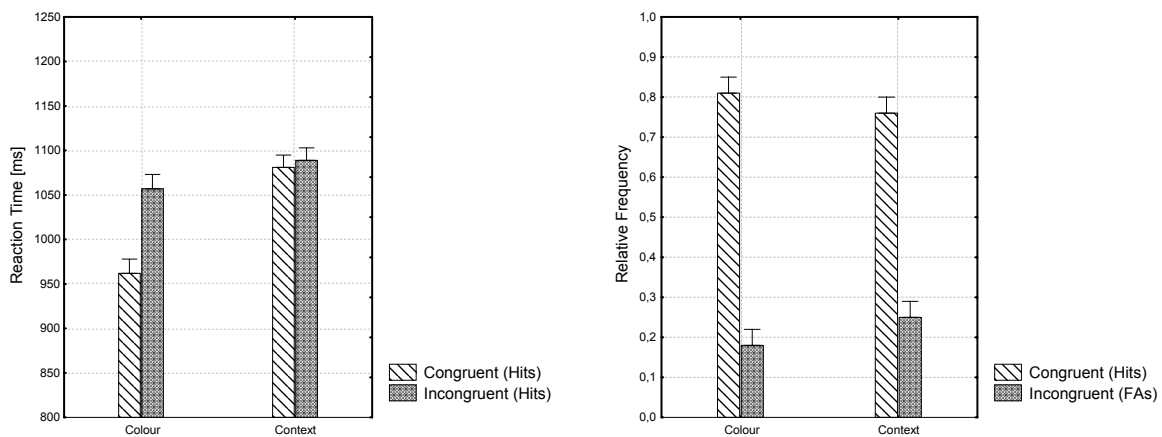 1250
1200
1150
1100
1050
1000
950
900
850
800
Reaction Time [ms]
Colour
Context
Congruent (Hits)
Incongruent (Hits)
1,0
0,9
0,8
0,7
0,6
0,5
0,4
0,3
0,2
0,1
0,0
Relative Frequency
Colour
Context
Congruent (Hits)
Incongruent (FAs)